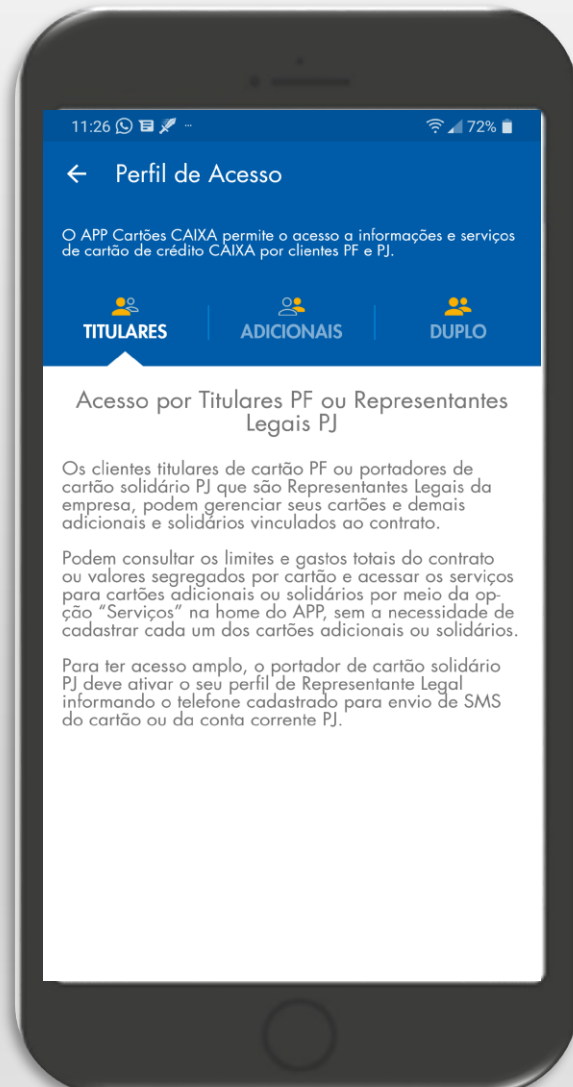 11:26
72%
Perfil de Acesso
O APP Cartões CAIXA permite o acesso a informações e serviços
de cartão de crédito CAIXA por clientes PF e PJ.
TITULARES
ADICIONAIS
DUPLO
Acesso por Titulares PF ou Representantes
Legais PJ
Os clientes titulares de cartão PF ou portadores de
cartão solidário PJ que são Representantes Legais da
empresa, podem gerenciar seus cartões e demais
adicionais e solidários vinculados ao contrato.
Podem consultar os limites e gastos totais do contrato
ou valores segregados por cartão e acessar os serviços
para cartões adicionais ou solidários por meio da op-
ção “Serviços” na home do APP, sem a necessidade de
cadastrar cada um dos cartões adicionais ou solidários.
Para ter acesso amplo, o portador de cartão solidário
PJ deve ativar o seu perfil de Representante Legal
informando o telefone cadastrado para envio de SMS
do cartão ou da conta corrente PJ.